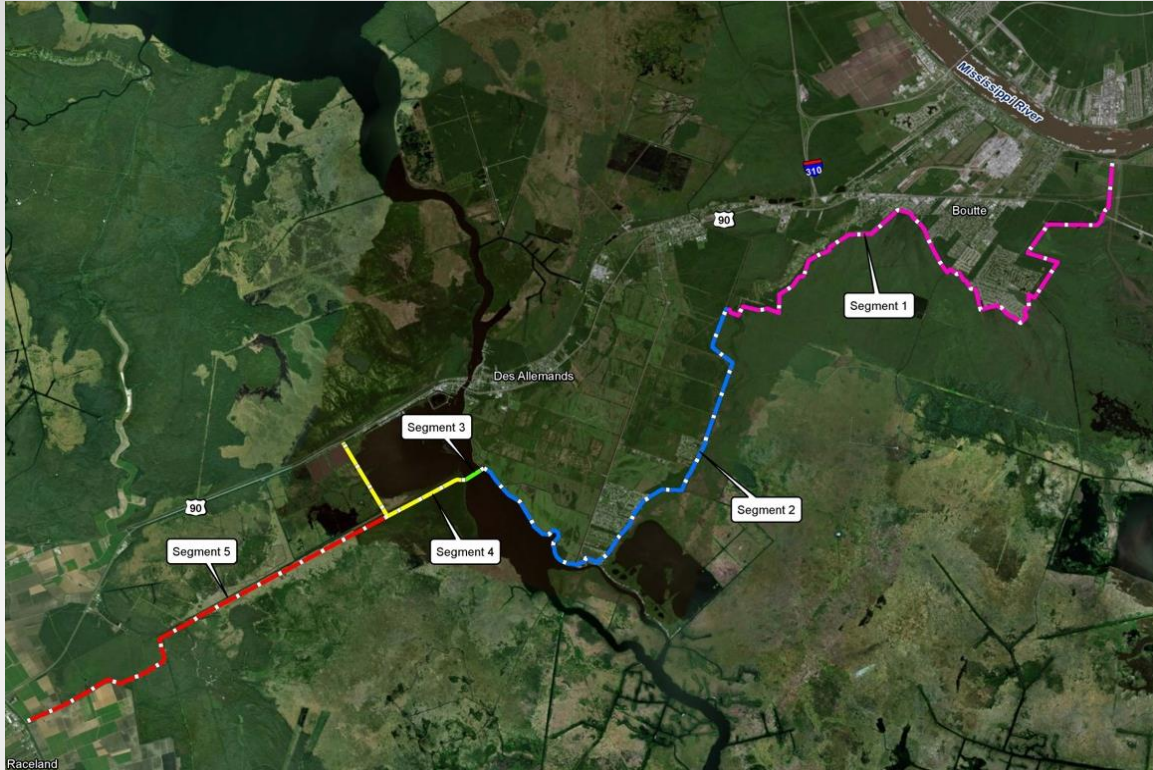 Mississippi River
310
90
Boutte
Segment 1
Des Allemands
Segment 3
90
Segment 2
Segment 5
Segment 4
Raceland